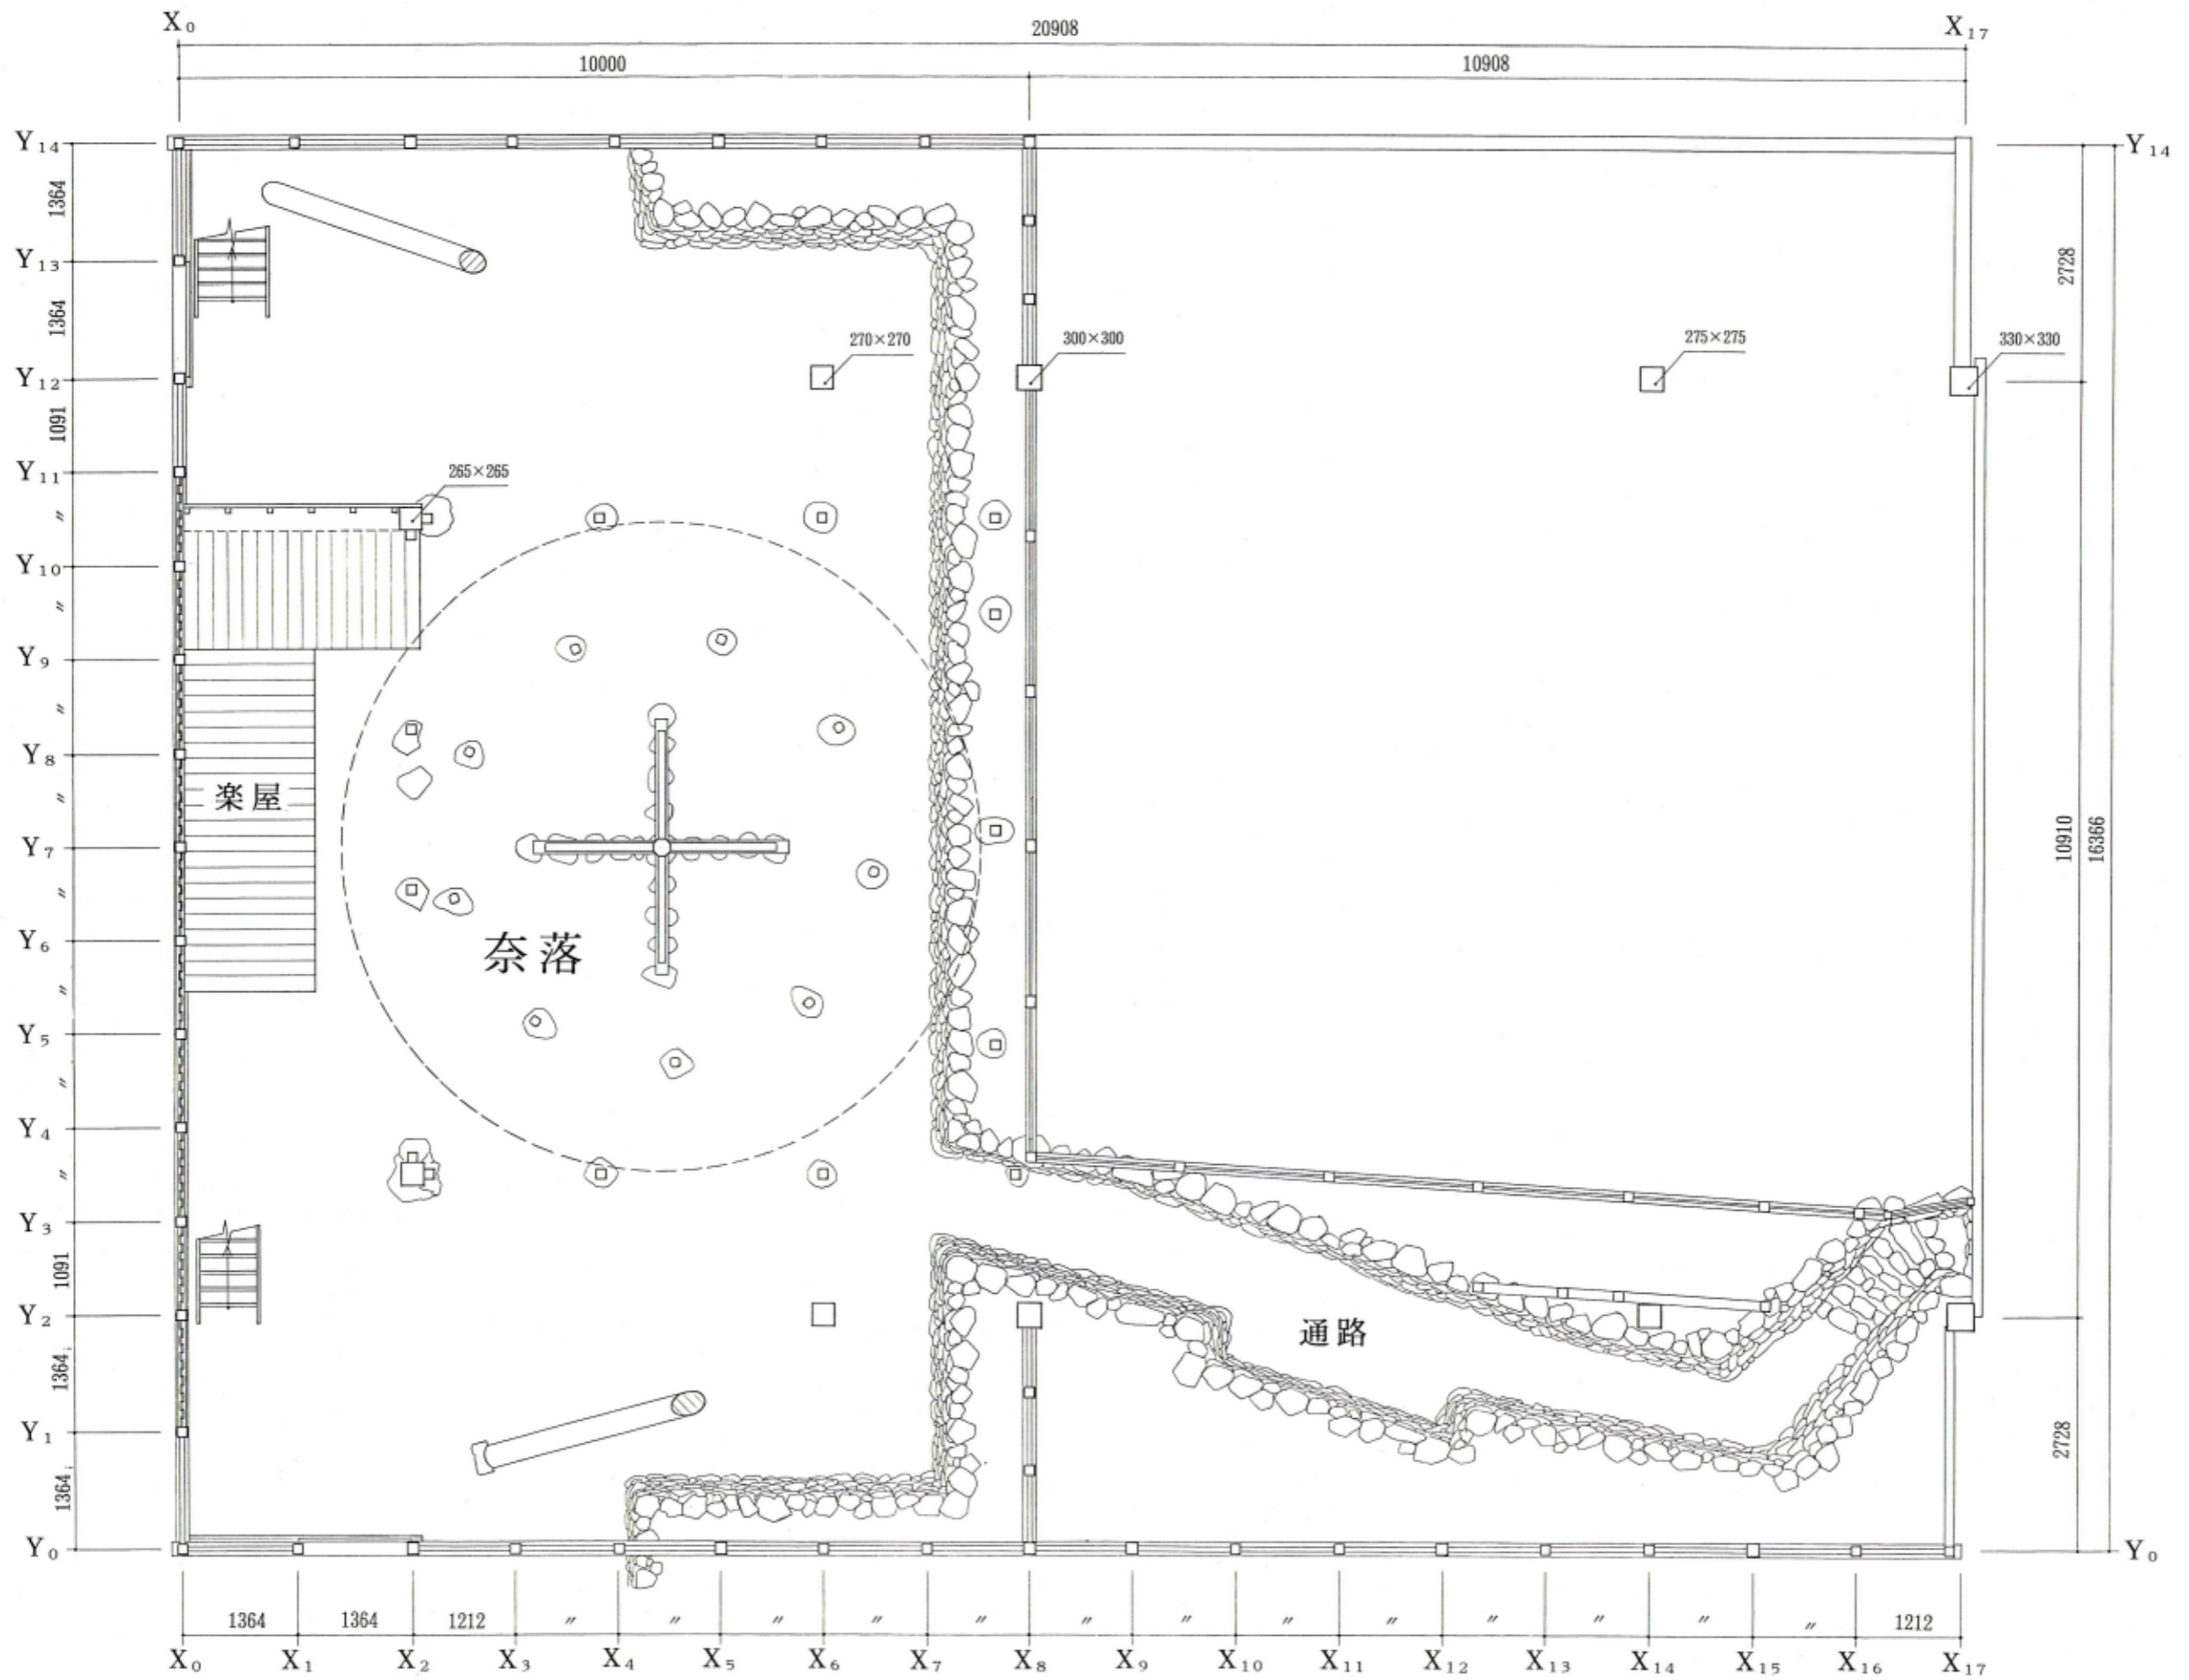 X₀
20908
X₁₇
10000
10908
Y₁₄
Y₁₄
1364
Y₁₃
2728
1364
270×270
300×300
275×275
330×330
Y₁₂
1091
Y₁₁
265×265
〃
Y₁₀
〃
Y₉
〃
Y₈
楽屋
〃
Y₇
10910
16366
〃
Y₆
奈落
〃
Y₅
〃
Y₄
〃
Y₃
1091
Y₂
通路
1364
Y₁
2728
1364
Y₀
Y₀
1364 1364 1212 〃 〃 〃 〃 〃 〃 〃 〃 〃 〃 〃 〃 〃 1212
X₀ X₁ X₂ X₃ X₄ X₅ X₆ X₇ X₈ X₉ X₁₀ X₁₁ X₁₂ X₁₃ X₁₄ X₁₅ X₁₆ X₁₇